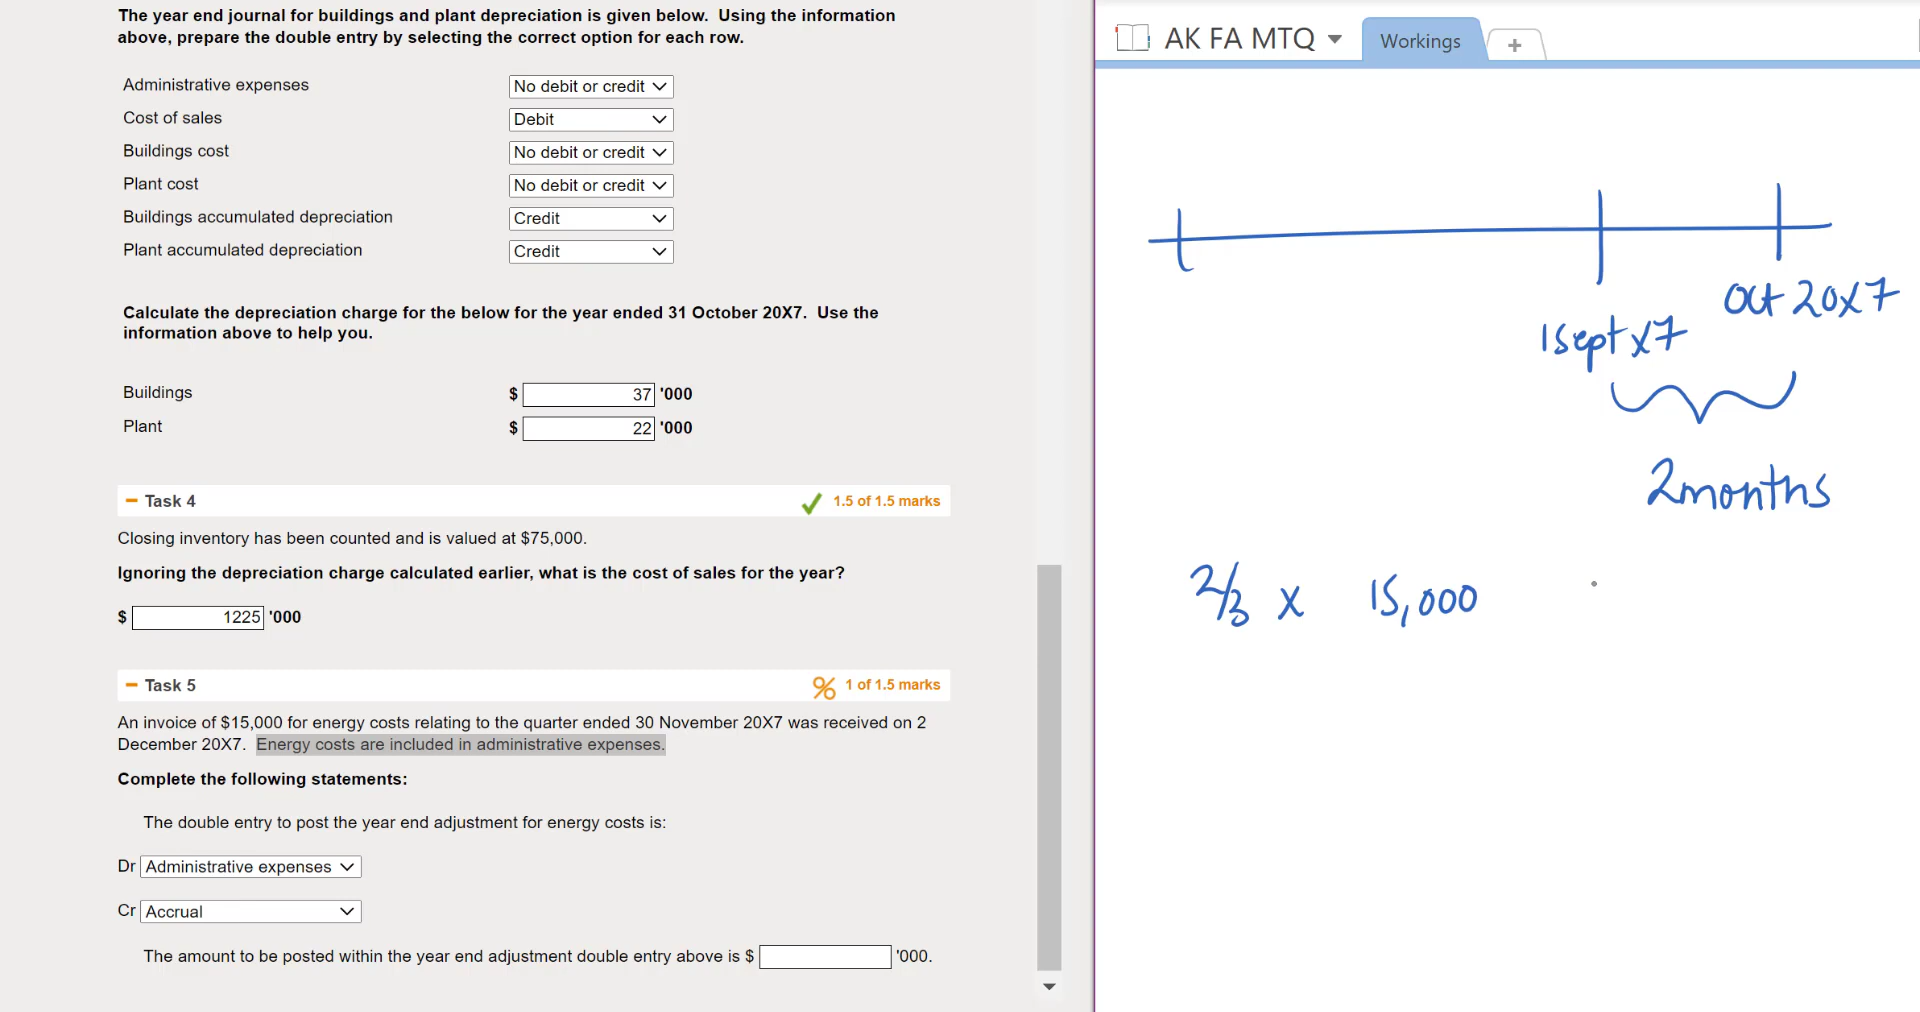 The year end journal for buildings and plant depreciation is given below. Using the information
above, prepare the double entry by selecting the correct option for each row.
Administrative expenses No debit or credit
Cost of sales Debit
Buildings cost No debit or credit
Plant cost No debit or credit
Buildings accumulated depreciation Credit
Plant accumulated depreciation Credit
Calculate the depreciation charge for the below for the year ended 31 October 20X7. Use the
information above to help you.
Buildings $ 37 '000
Plant $ 22 '000
Task 4 1.5 of 1.5 marks
Closing inventory has been counted and is valued at $75,000.
Ignoring the depreciation charge calculated earlier, what is the cost of sales for the year?
$ 1225 '000
Task 5 % 1 of 1.5 marks
An invoice of $15,000 for energy costs relating to the quarter ended 30 November 20X7 was received on 2
December 20X7. Energy costs are included in administrative expenses.
Complete the following statements:
The double entry to post the year end adjustment for energy costs is:
Dr Administrative expenses
Cr Accrual
The amount to be posted within the year end adjustment double entry above is $ '000.
AK FA MTQ Workings +
Oct 20X7
1 Sept X7
2 months
2/3 x 15,000